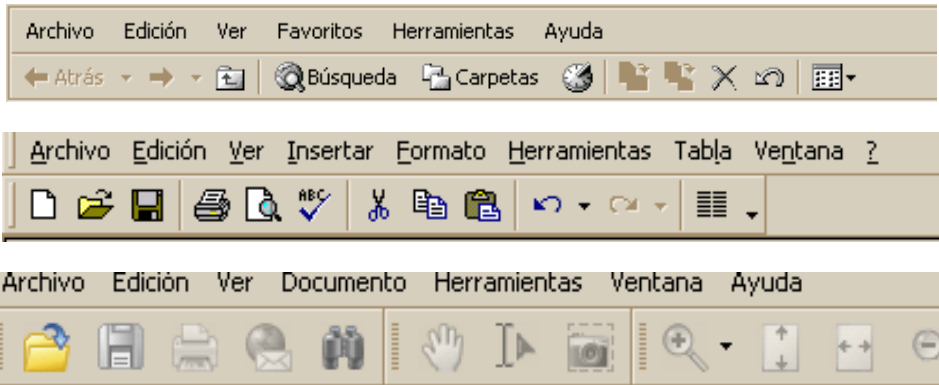 Archivo Edición Ver Favoritos Herramientas Ayuda
Atrás Búsqueda Carpetas
Archivo Edición Ver Insertar Formato Herramientas Tabla Ventana ?
ABC
Archivo Edición Ver Documento Herramientas Ventana Ayuda